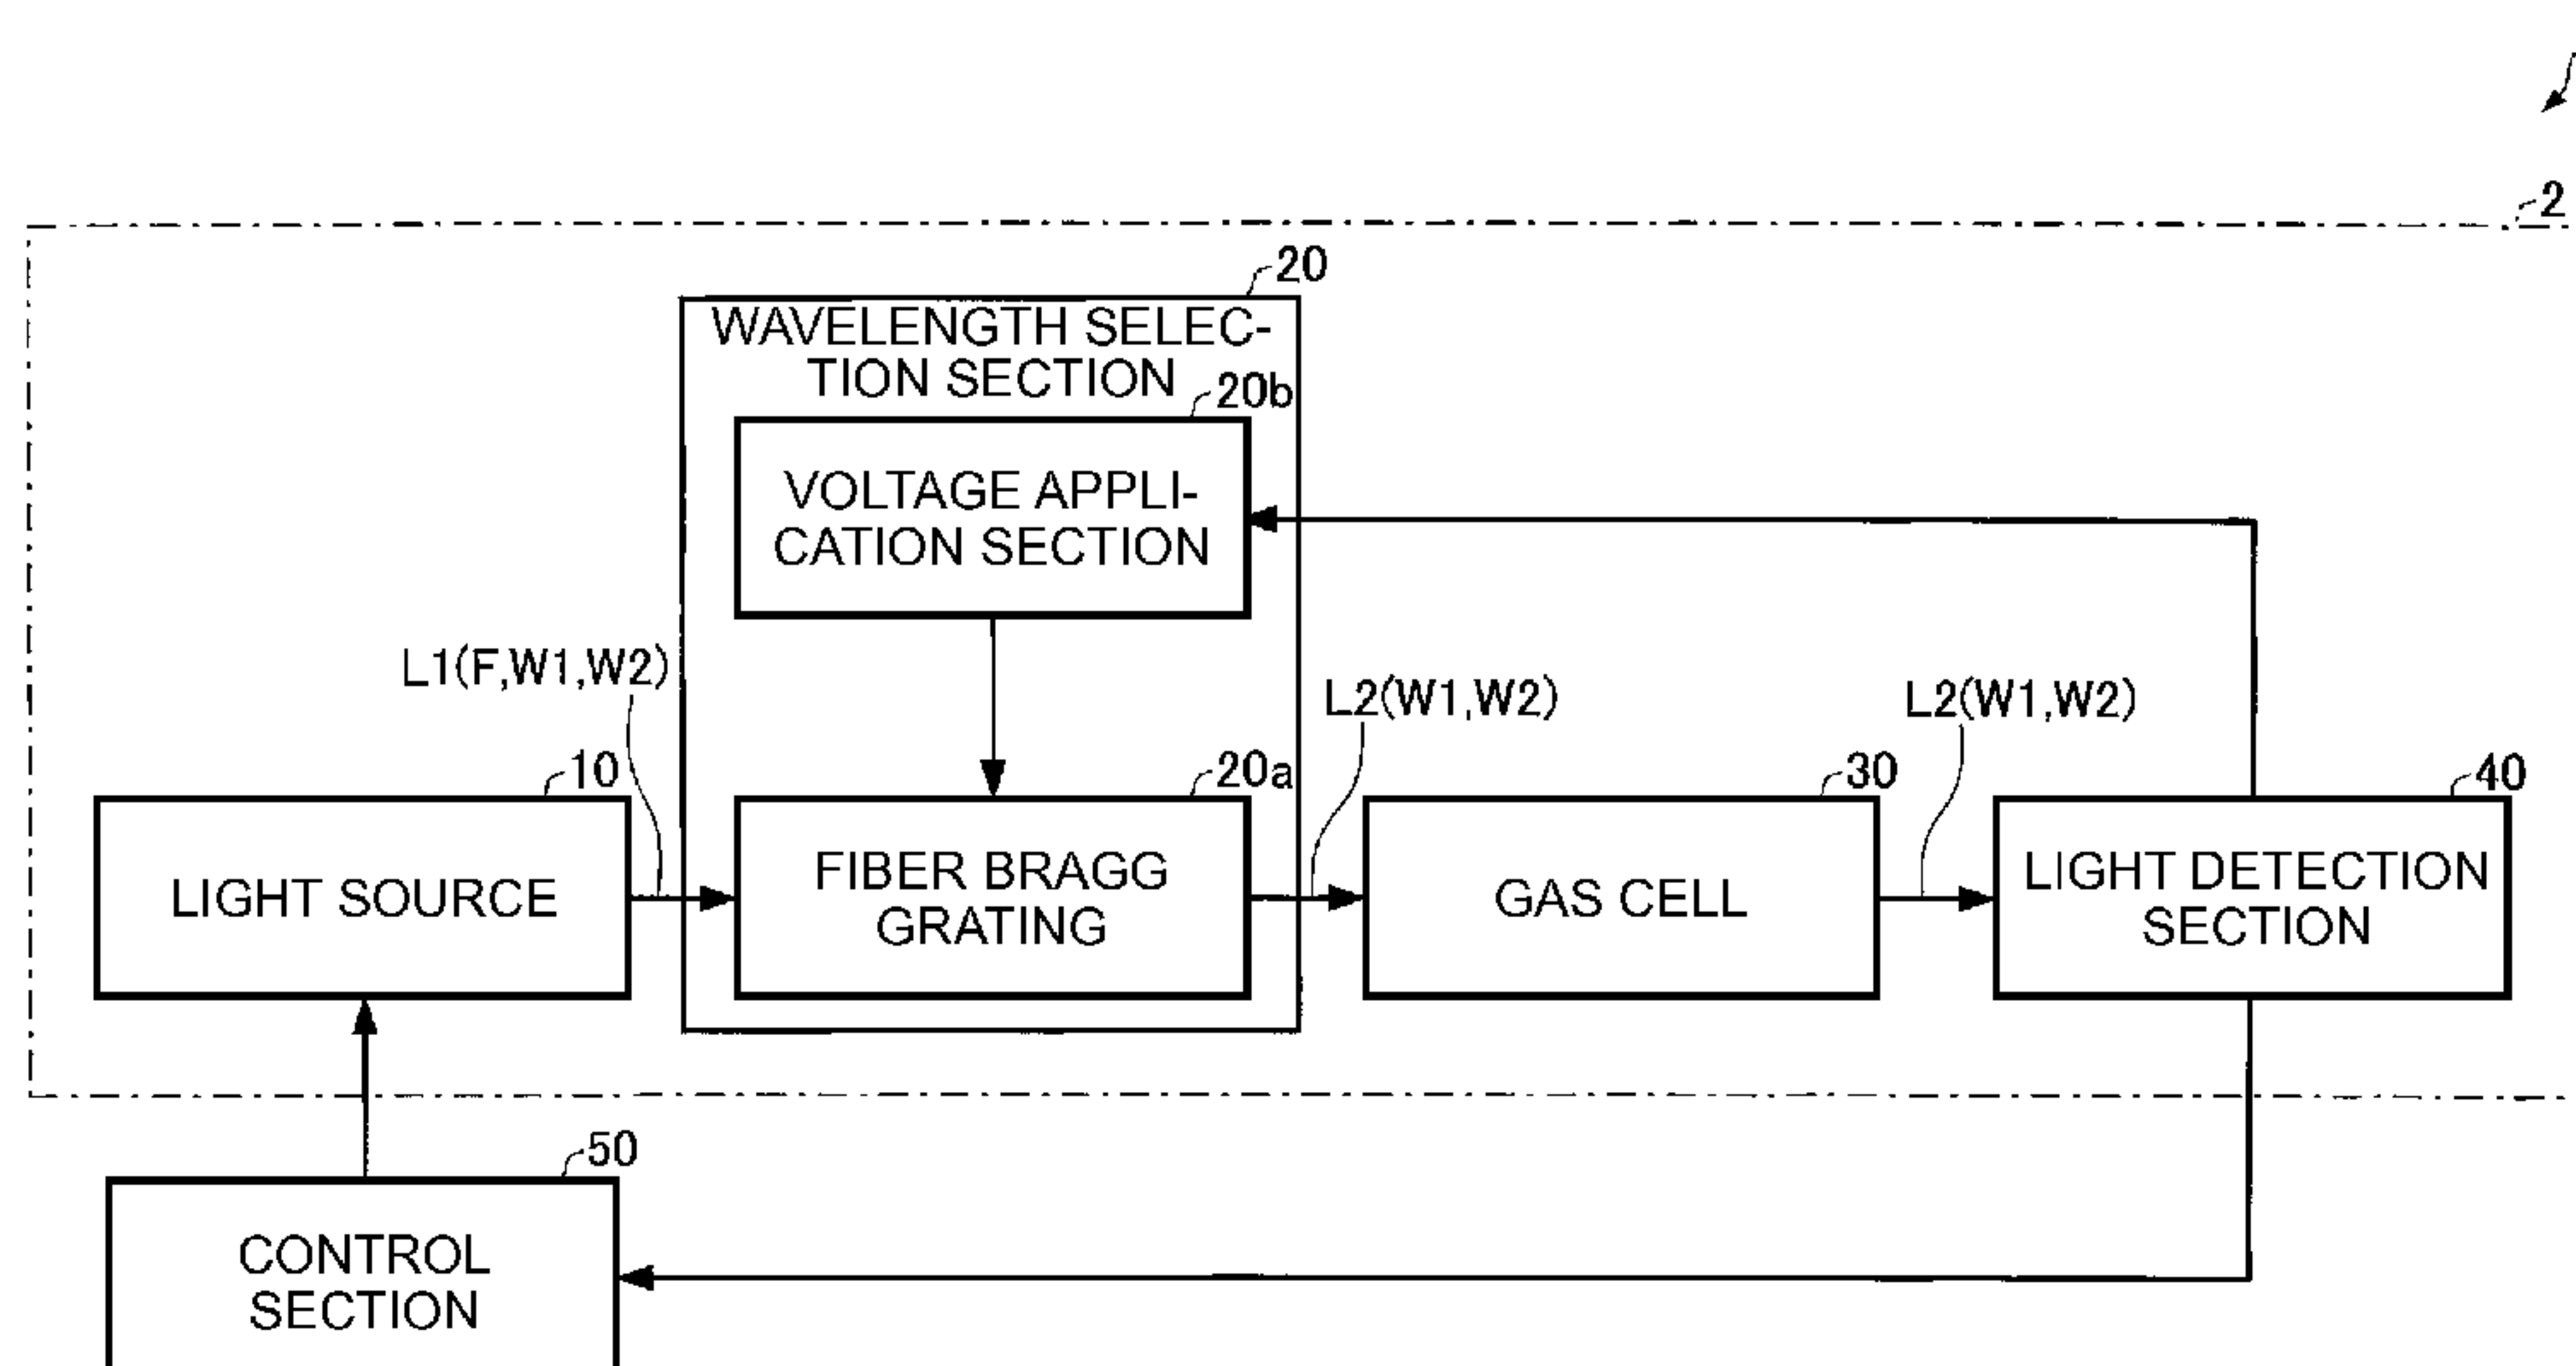 2
20
WAVELENGTH SELEC-
TION SECTION
20b
VOLTAGE APPLI-
CATION SECTION
L1(F,W1,W2)
L2(W1,W2)
L2(W1,W2)
10
20a
30
40
LIGHT SOURCE
FIBER BRAGG
GRATING
GAS CELL
LIGHT DETECTION
SECTION
50
CONTROL
SECTION